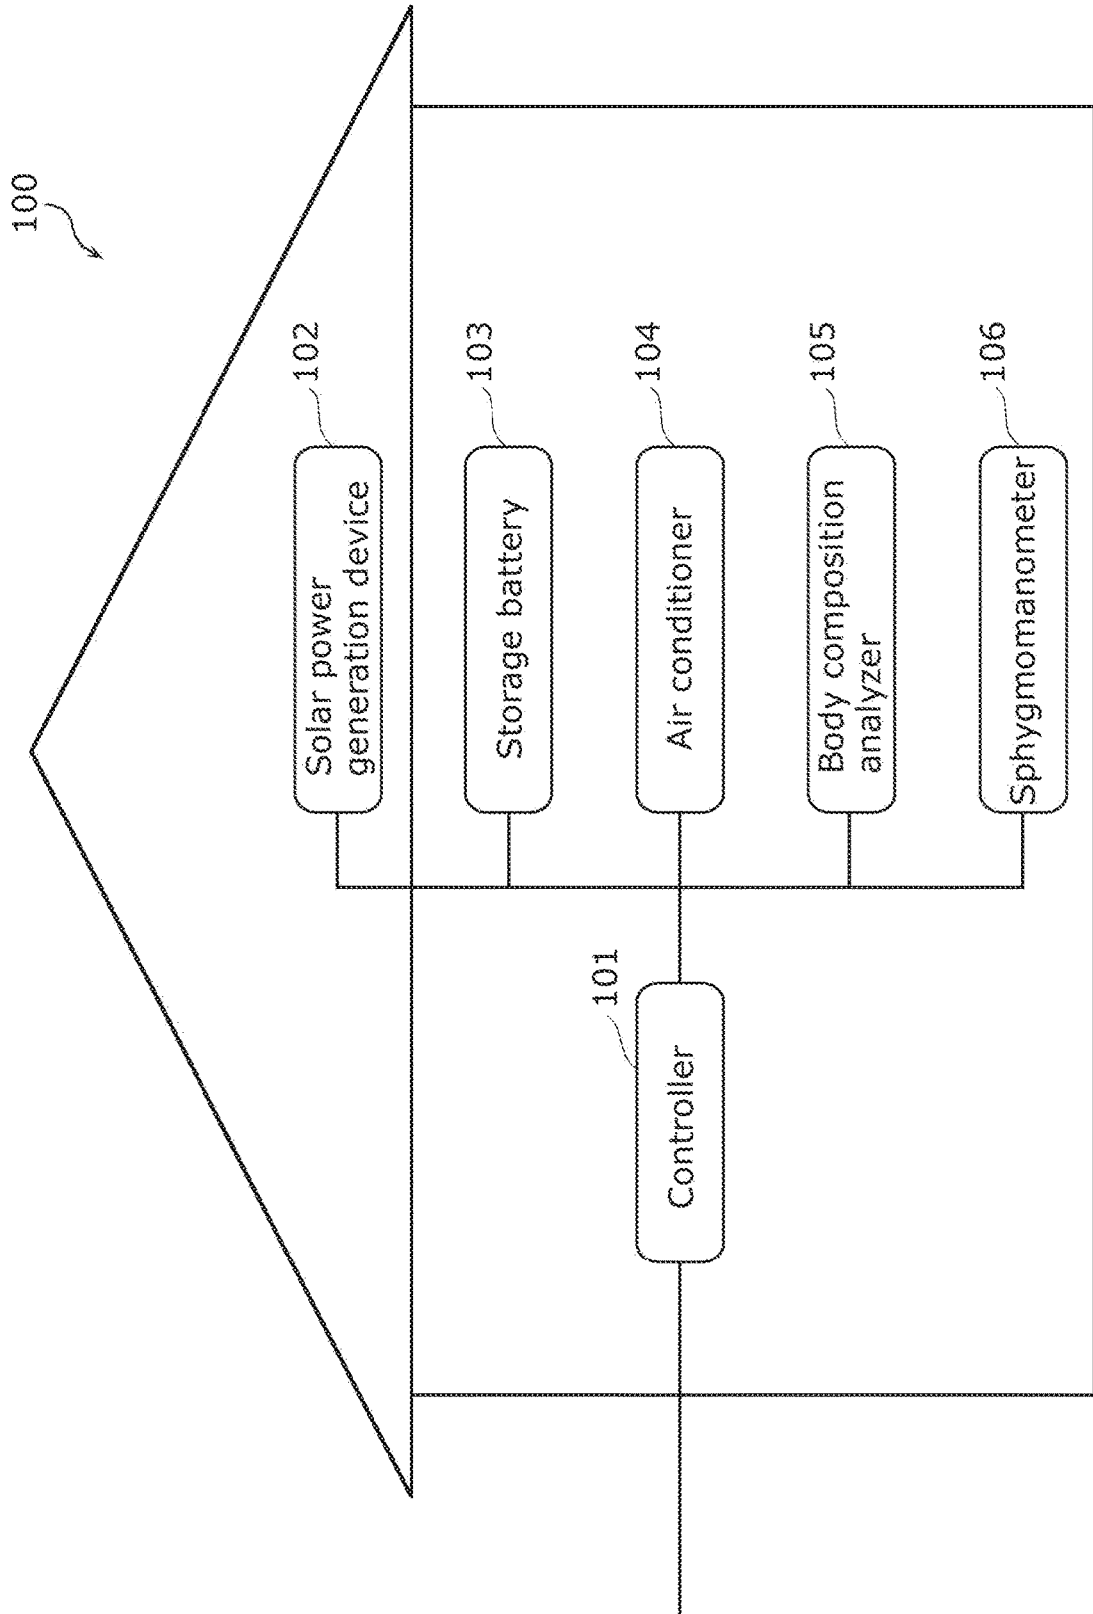 100
102
Solar power
generation device
103
Storage battery
101
Controller
104
Air conditioner
105
Body composition
analyzer
106
Sphygmomanometer